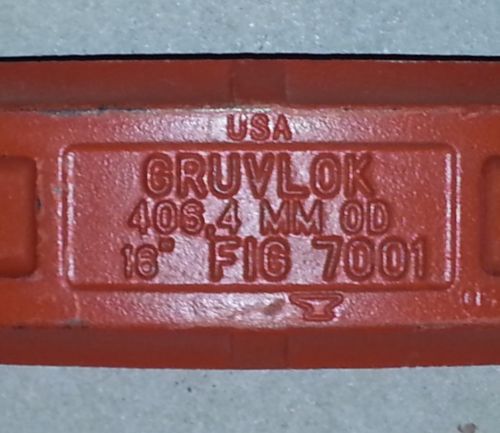 USA
GRUVLOK
406,4 MM OD
16" FIG 7001